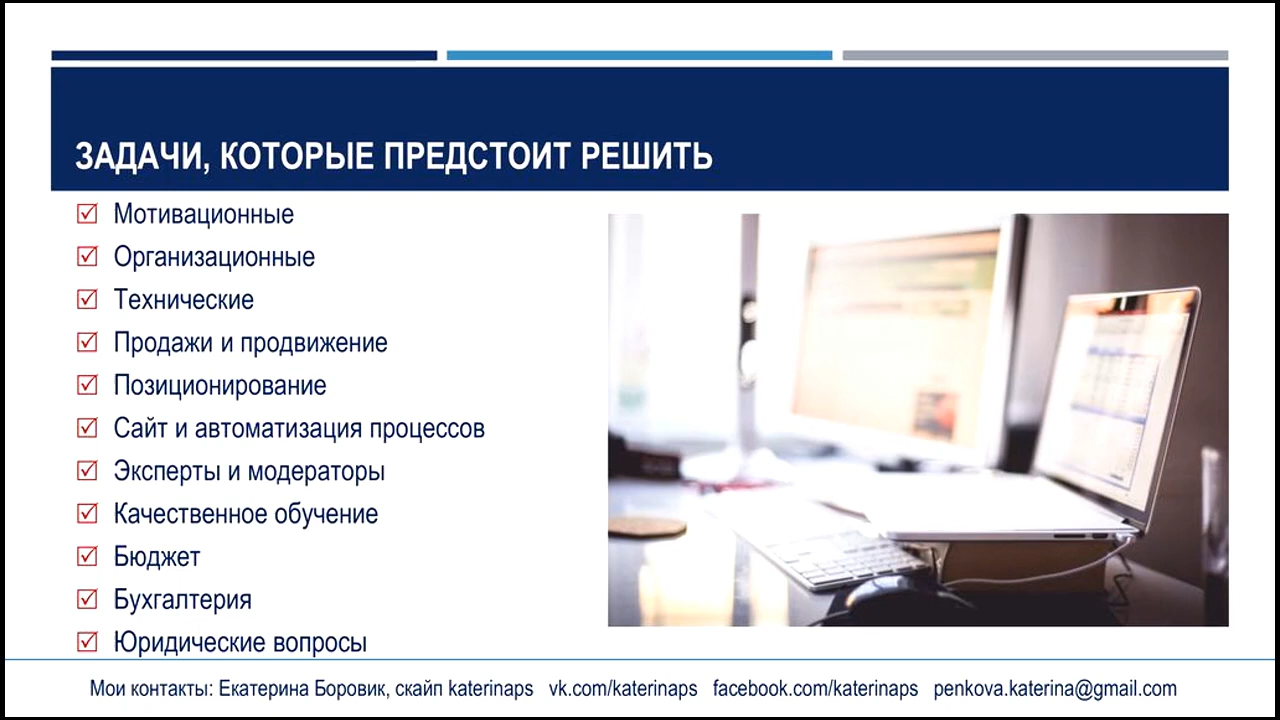 ЗАДАЧИ, КОТОРЫЕ ПРЕДСТОИТ РЕШИТЬ
Мотивационные
Организационные
Технические
Продажи и продвижение
Позиционирование
Сайт и автоматизация процессов
Эксперты и модераторы
Качественное обучение
Бюджет
Бухгалтерия
Юридические вопросы
Мои контакты: Екатерина Боровик, скайп katerinaps vk.com/katerinaps facebook.com/katerinaps penkova.katerina@gmail.com